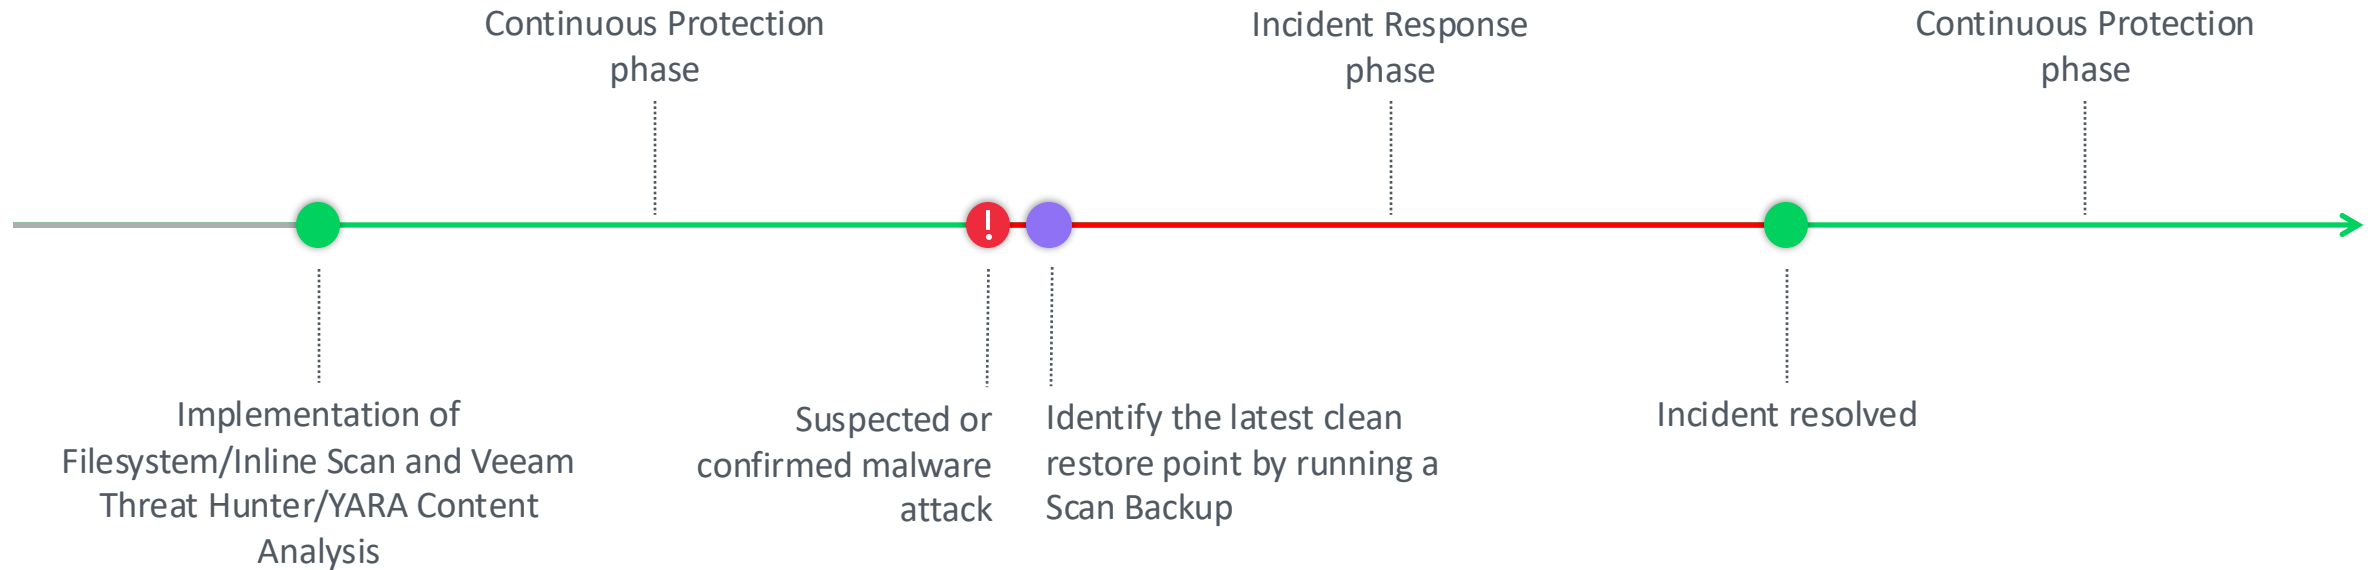 Continuous Protection
phase
Incident Response
phase
Continuous Protection
phase
!
Implementation of
Filesystem/Inline Scan and Veeam
Threat Hunter/YARA Content
Analysis
Suspected or
confirmed malware
attack
Identify the latest clean
restore point by running a
Scan Backup
Incident resolved